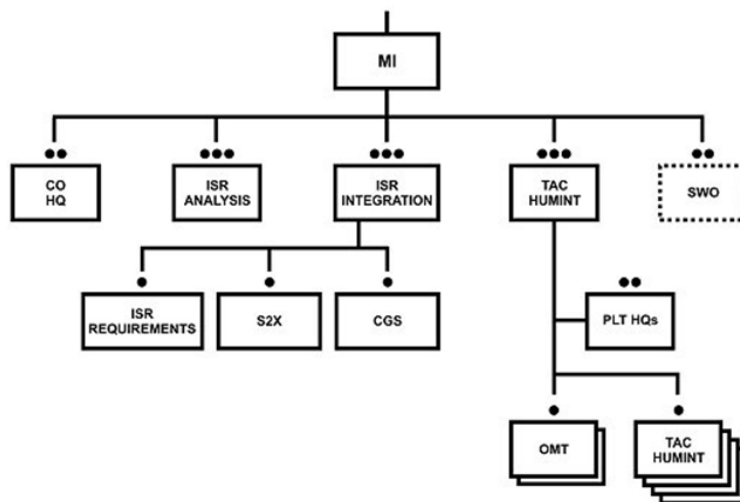 MI
CO
HQ
ISR
ANALYSIS
ISR
INTEGRATION
TAC
HUMINT
SWO
ISR
REQUIREMENTS
S2X
CGS
PLT HQs
OMT
TAC
HUMINT